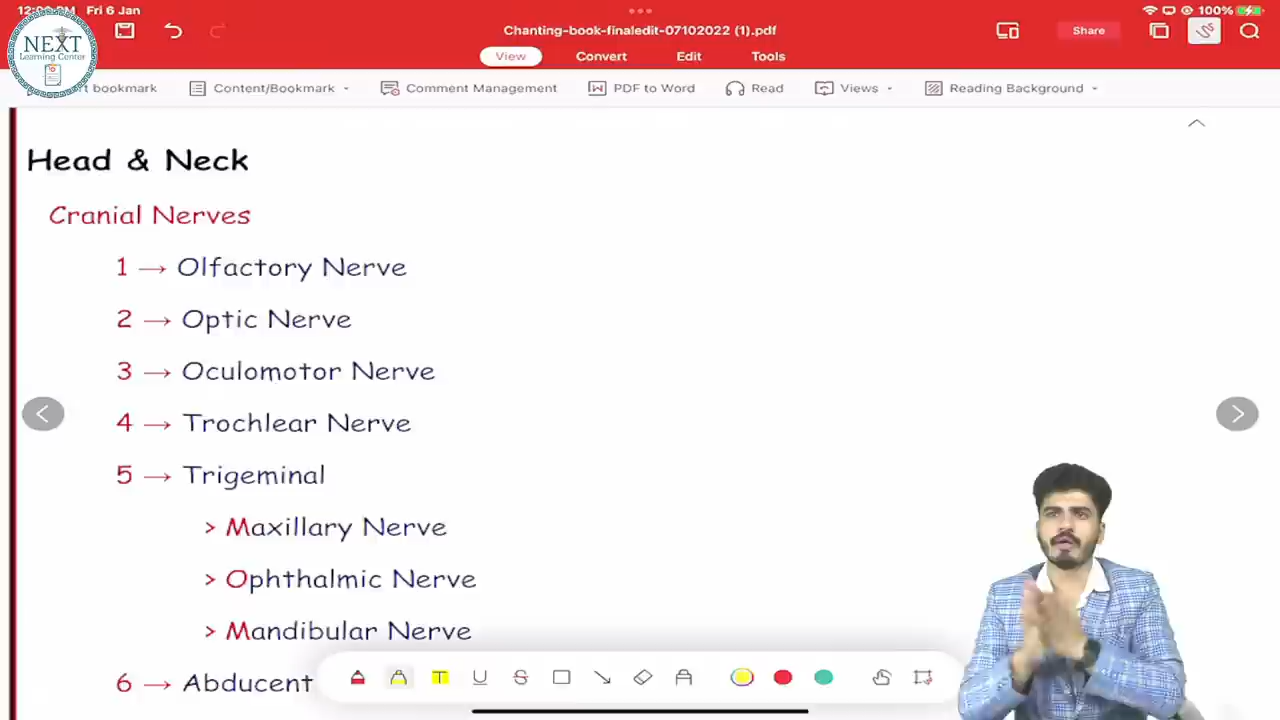 Fri 6 Jan
100%
Chanting-book-finaledit-07102022 (1).pdf
Share
NEXT
Learning Center
View Convert Edit Tools
bookmark Content/Bookmark Comment Management PDF to Word Read Views Reading Background
Head & Neck
Cranial Nerves
1 → Olfactory Nerve
2 → Optic Nerve
3 → Oculomotor Nerve
4 → Trochlear Nerve
5 → Trigeminal
> Maxillary Nerve
> Ophthalmic Nerve
> Mandibular Nerve
6 → Abducent
T U S